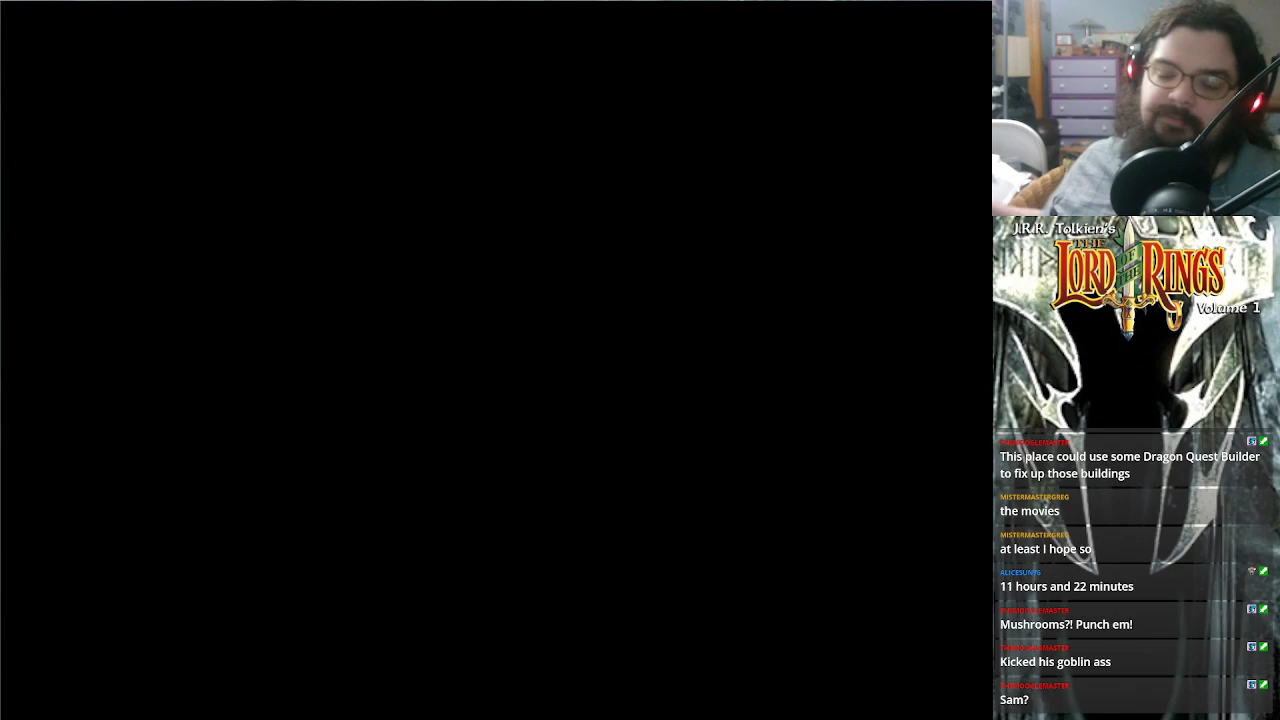 J.R.R. Tolkien's
THE
LORD
OF
THE
RINGS
Volume 1
This place could use some Dragon Quest Builder
to fix up those buildings
MISTERMASTERGREG
the movies
MISTERMASTERGREG
at least I hope so
11 hours and 22 minutes
Mushrooms?! Punch em!
Kicked his goblin ass
Sam?